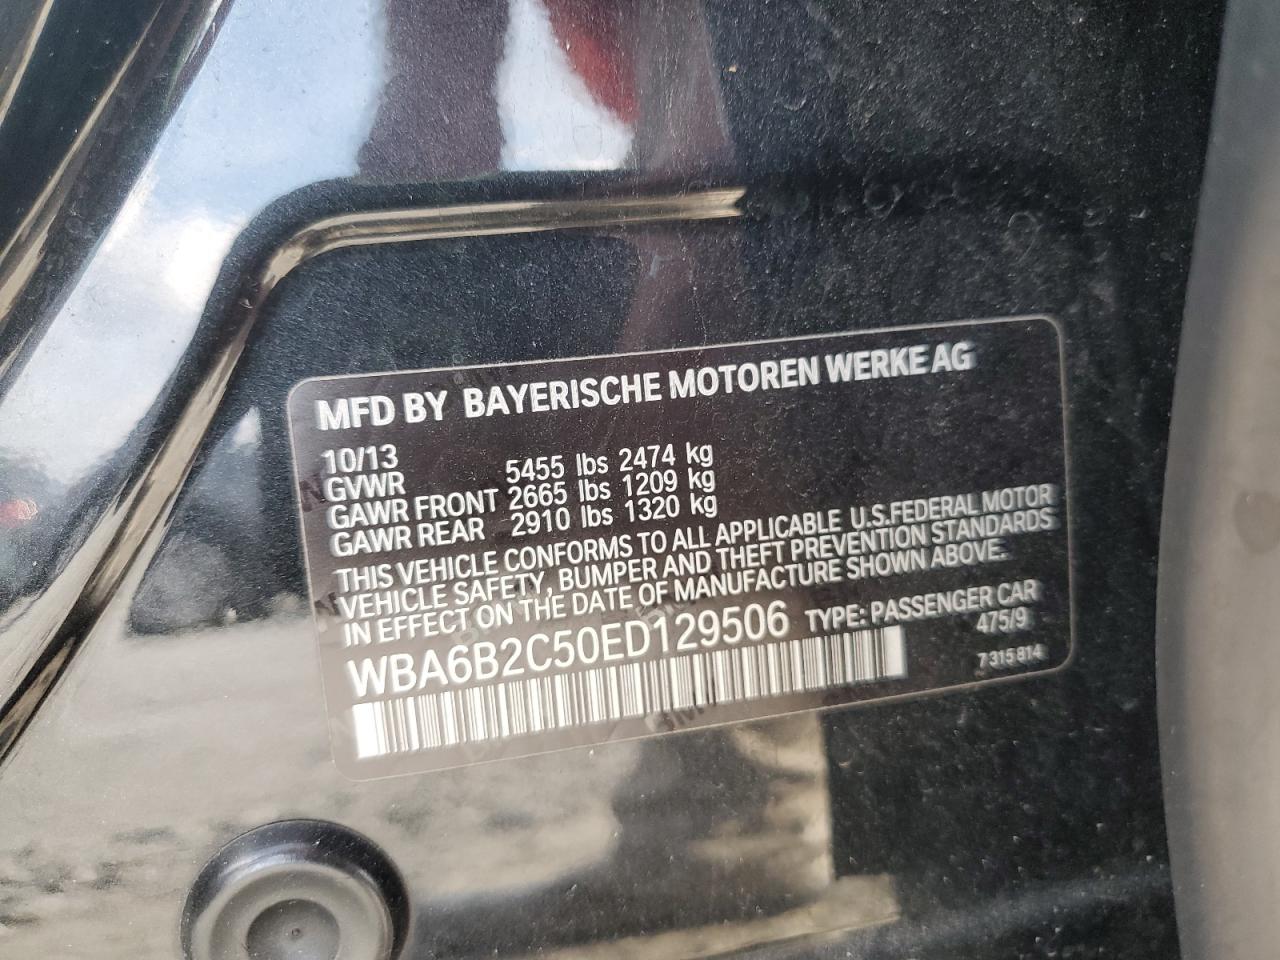 MFD BY BAYERISCHE MOTOREN WERKE AG
10/13
GVWR 5455 lbs 2474 kg
GAWR FRONT 2665 lbs 1209 kg
GAWR REAR 2910 lbs 1320 kg
THIS VEHICLE CONFORMS TO ALL APPLICABLE U.S.FEDERAL MOTOR
VEHICLE SAFETY, BUMPER AND THEFT PREVENTION STANDARDS
IN EFFECT ON THE DATE OF MANUFACTURE SHOWN ABOVE.
WBA6B2C50ED129506 TYPE: PASSENGER CAR
475/9
7 315 814